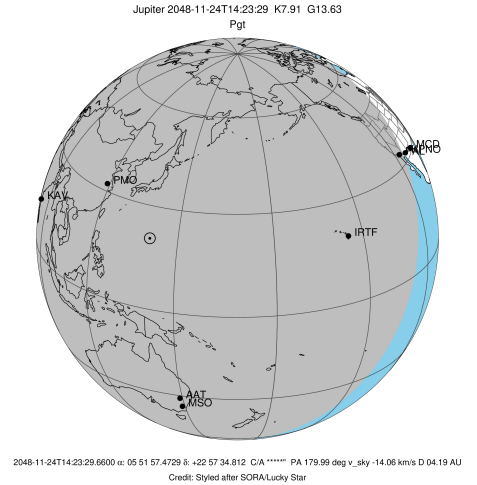 Jupiter 2048-11-24T14:23:29 K7.91 G13.63
Pgt
MCD
KPNO
PMO
KAV
IRTF
AAT
MSO
2048-11-24T14:23:29.6600 α: 05 51 57.4729 δ: +22 57 34.812 C/A *****" PA 179.99 deg v_sky -14.06 km/s D 04.19 AU
Credit: Styled after SORA/Lucky Star